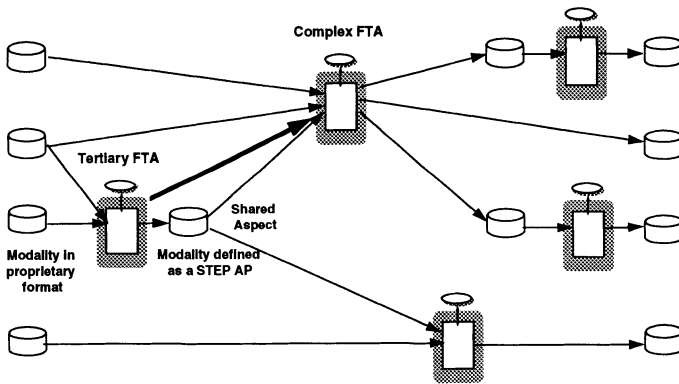 Complex FTA
Tertiary FTA
Shared
Aspect
Modality in
proprietary
format
Modality defined
as a STEP AP